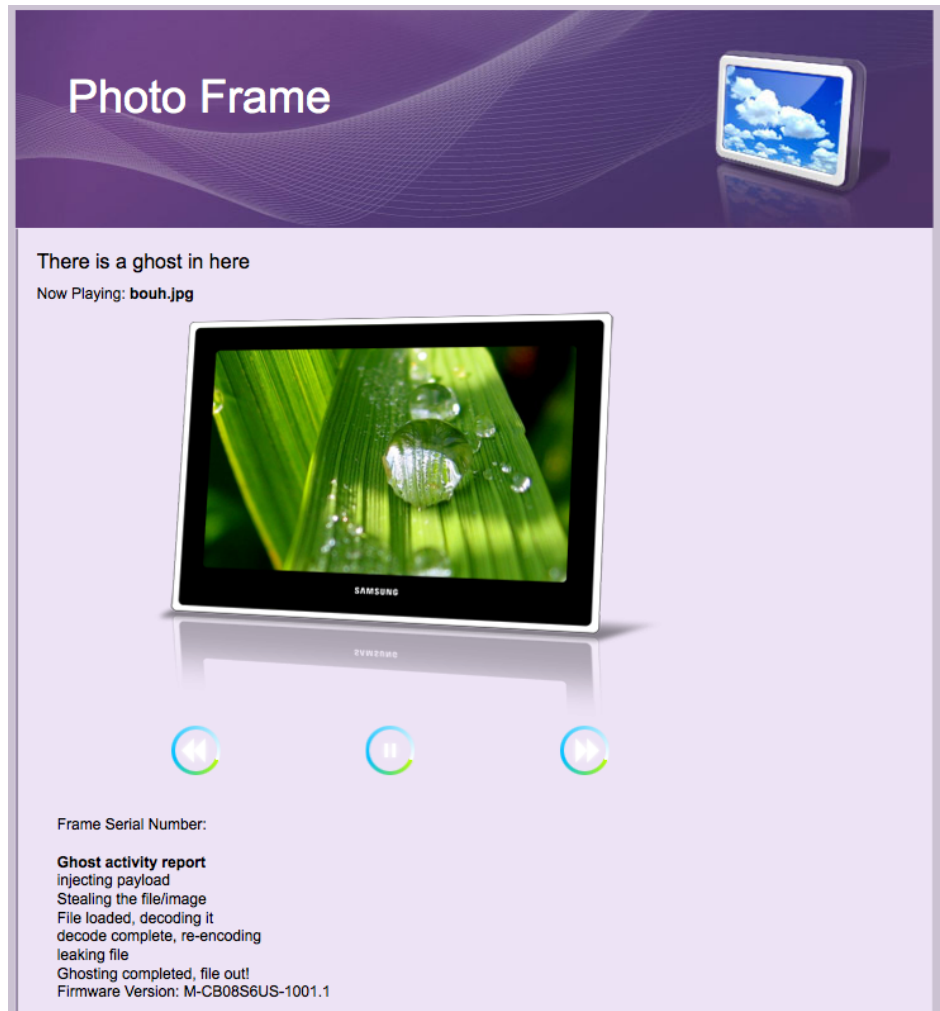 Photo Frame
There is a ghost in here
Now Playing: bouh.jpg
SAMSUNG
Frame Serial Number:
Ghost activity report
injecting payload
Stealing the file/image
File loaded, decoding it
decode complete, re-encoding
leaking file
Ghosting completed, file out!
Firmware Version: M-CB08S6US-1001.1